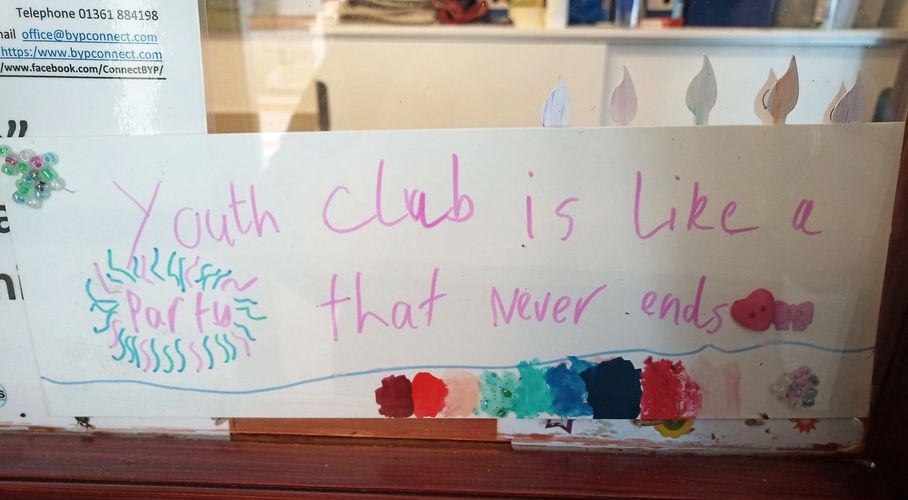 Telephone 01361 884198
office@bypconnect.com
https:/www.bypconnect.com
/www.facebook.com/ConnectBYP/
”
Youth club is like a
Party that Never ends